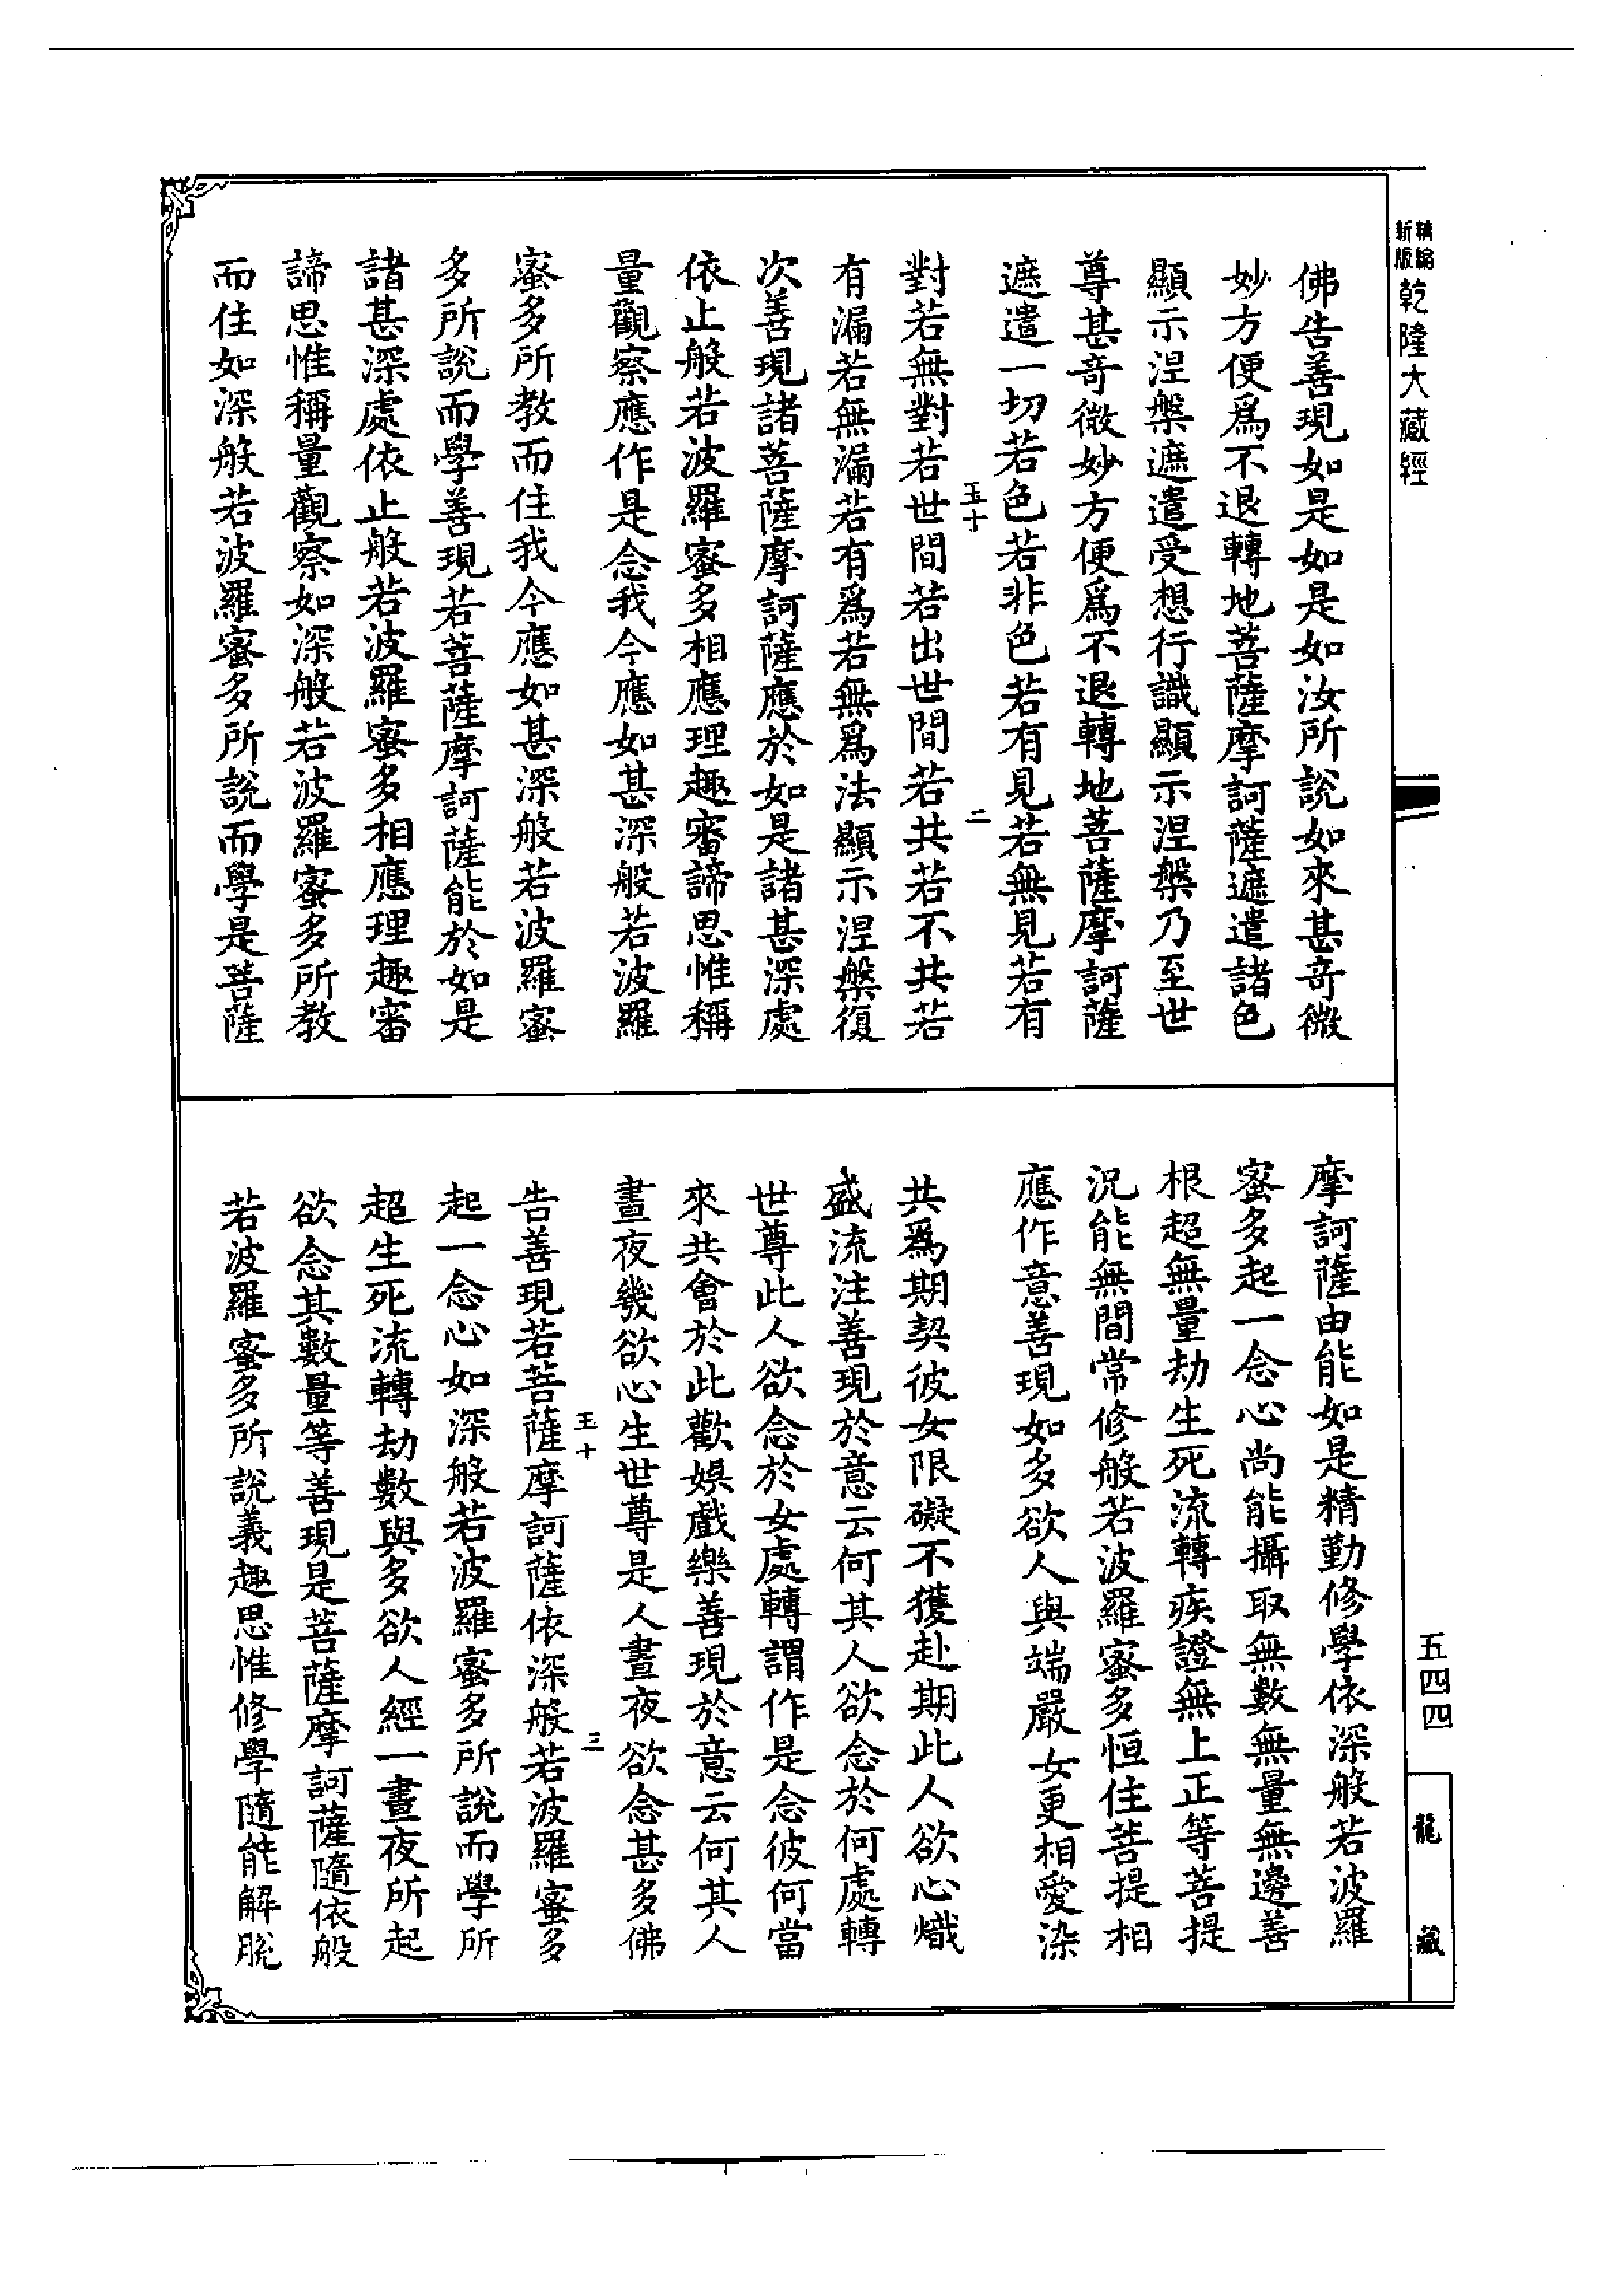 精編
新版
乾隆大藏經
佛告善現如是如是如汝所說如來甚奇微
妙方便爲不退轉地菩薩摩訶薩遮遣諸色
顯示涅槃遮遣受想行識顯示涅槃乃至世
尊甚奇微妙方便爲不退轉地菩薩摩訶薩
遮遣一切若色若非色若有見若無見若有
對若無對若世間若出世間若共若不共若
玉十
二
有漏若無漏若有爲若無爲法顯示涅槃復
次善現諸菩薩摩訶薩應於如是諸甚深處
依止般若波羅蜜多相應理趣審諦思惟稱
量觀察應作是念我今應如甚深般若波羅
蜜多所教而住我今應如甚深般若波羅蜜
多所說而學善現若菩薩摩訶薩能於如是
諸甚深處依止般若波羅蜜多相應理趣審
諦思惟稱量觀察如深般若波羅蜜多所教
而住如深般若波羅蜜多所說而學是菩薩
摩訶薩由能如是精勤修學依深般若波羅
蜜多起一念心尚能攝取無數無量無邊善
根超無量劫生死流轉疾證無上正等菩提
況能無間常修般若波羅蜜多恒住菩提相
應作意善現如多欲人與端嚴女更相愛染
共爲期契彼女限礙不獲赴期此人欲心熾
盛流注善現於意云何其人欲念於何處轉
世尊此人欲念於女處轉謂作是念彼何當
來共會於此歡娛戲樂善現於意云何其人
晝夜幾欲心生世尊是人晝夜欲念甚多佛
告善現若菩薩摩訶薩依深般若波羅蜜多
玉十
三
起一念心如深般若波羅蜜多所說而學所
超生死流轉劫數與多欲人經一晝夜所起
欲念其數量等善現是菩薩摩訶薩隨依般
若波羅蜜多所說義趣思惟修學隨能解脫
五四四
龍藏